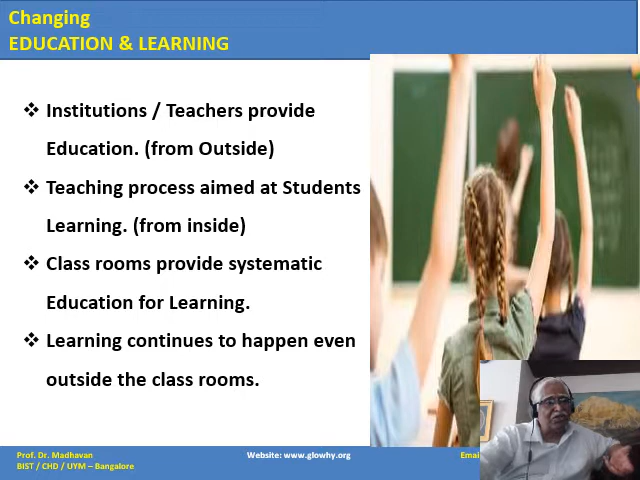 Changing
EDUCATION & LEARNING
❖ Institutions / Teachers provide
Education. (from Outside)
❖ Teaching process aimed at Students
Learning. (from inside)
❖ Class rooms provide systematic
Education for Learning.
❖ Learning continues to happen even
outside the class rooms.
Prof. Dr. Madhavan
BIST / CHD / UYM – Bangalore
Website: www.glowhy.org